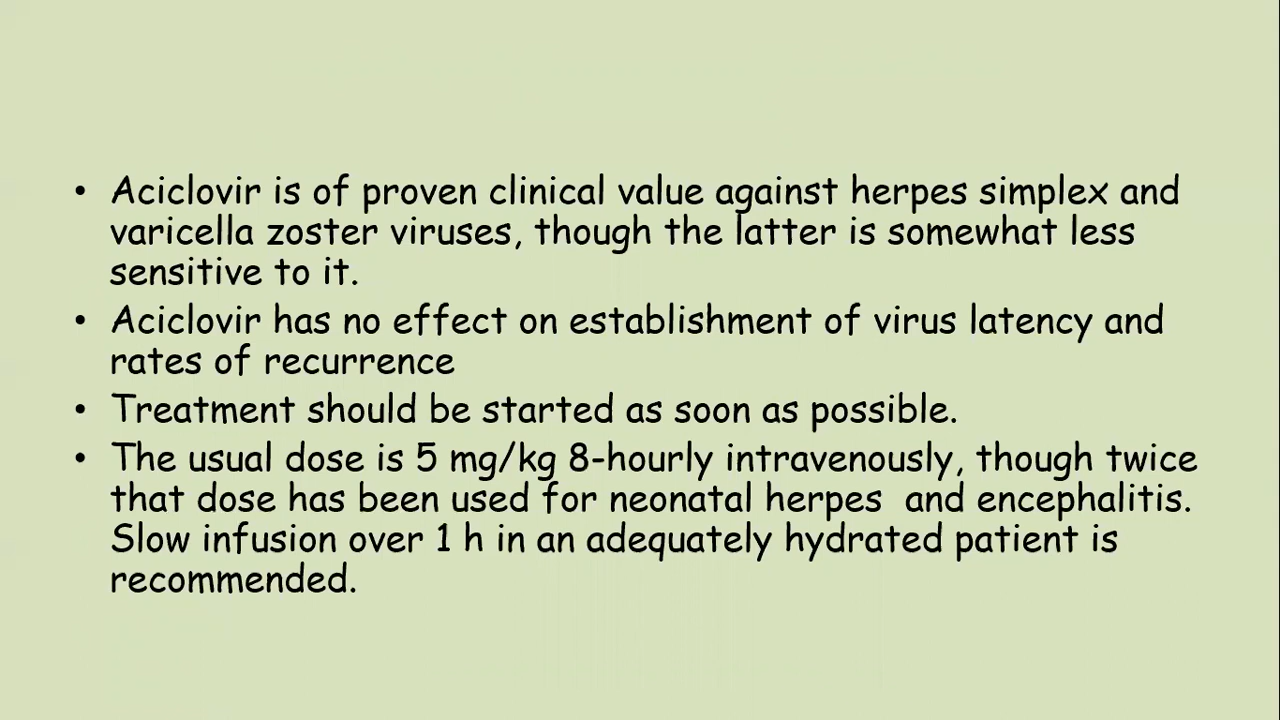 • Aciclovir is of proven clinical value against herpes simplex and
varicella zoster viruses, though the latter is somewhat less
sensitive to it.
• Aciclovir has no effect on establishment of virus latency and
rates of recurrence
• Treatment should be started as soon as possible.
• The usual dose is 5 mg/kg 8-hourly intravenously, though twice
that dose has been used for neonatal herpes  and encephalitis.
Slow infusion over 1 h in an adequately hydrated patient is
recommended.